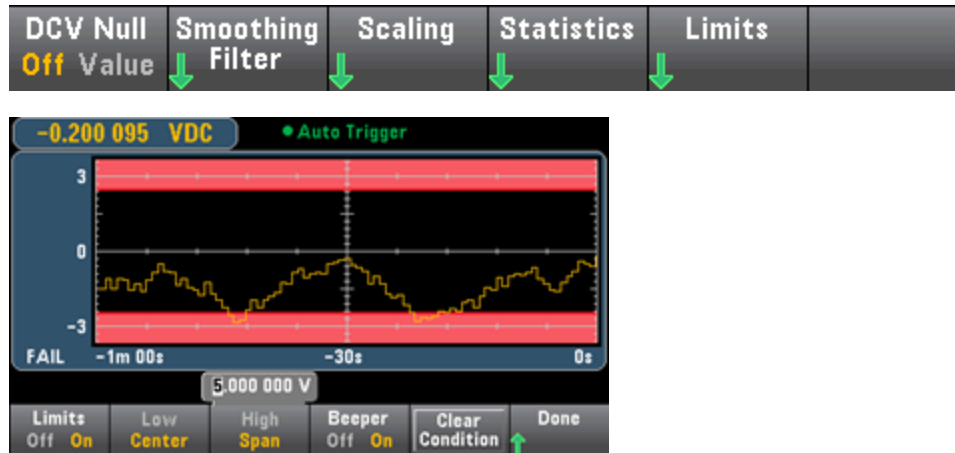 DCV Null Smoothing Scaling Statistics Limits
Off Value Filter
-0.200 095 VDC Auto Trigger
3
0
-3
FAIL -1m 00s -30s 0s
5.000 000 V
Limits Low High Beeper Clear Done
Off On Center Span Off On Condition